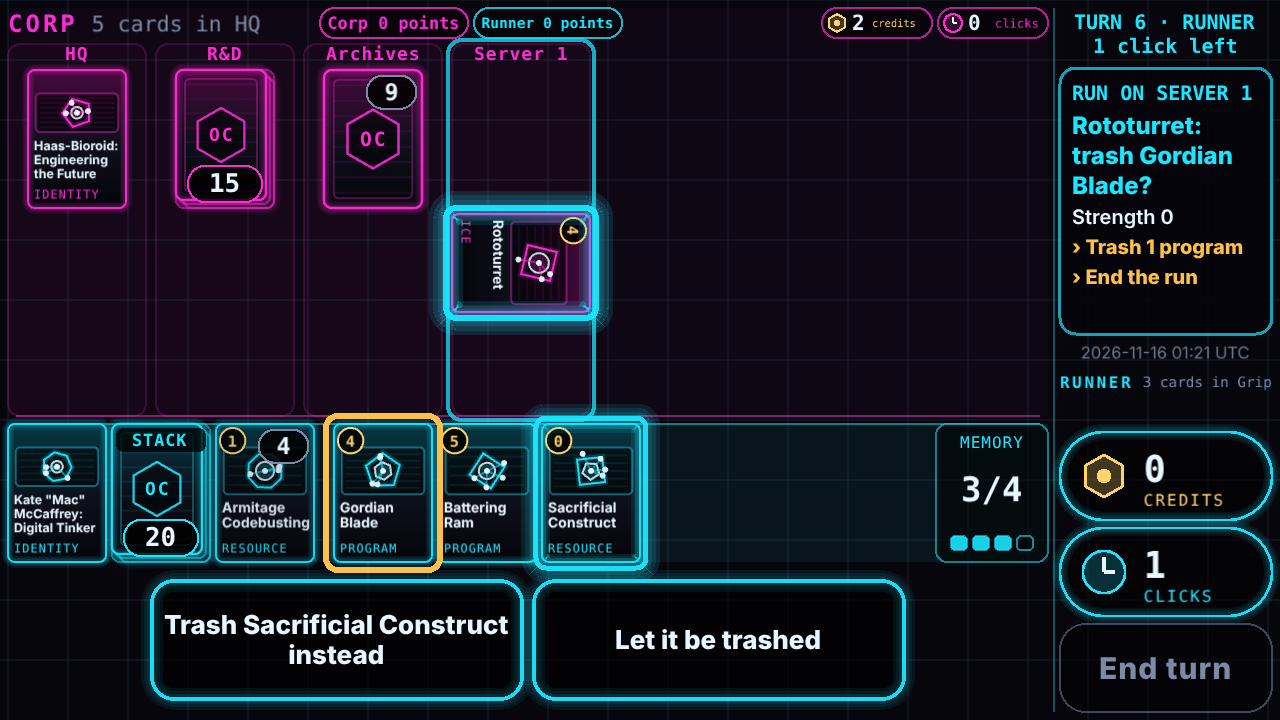 CORP 5 cards in HQ
Corp 0 points
Runner 0 points
2 credits
0 clicks
TURN 6 · RUNNER
1 click left
HQ
R&D
Archives
Server 1
Haas-Bioroid:
Engineering
the Future
IDENTITY
OC
15
9
OC
ICE
Rototurret
4
RUN ON SERVER 1
Rototurret:
trash Gordian
Blade?
Strength 0
› Trash 1 program
› End the run
2026-11-16 01:21 UTC
RUNNER 3 cards in Grip
Kate "Mac"
McCaffrey:
Digital Tinker
IDENTITY
STACK
OC
20
1
4
Armitage
Codebusting
RESOURCE
4
Gordian
Blade
PROGRAM
5
Battering
Ram
PROGRAM
0
Sacrificial
Construct
RESOURCE
MEMORY
3/4
0
CREDITS
1
CLICKS
Trash Sacrificial Construct
instead
Let it be trashed
End turn